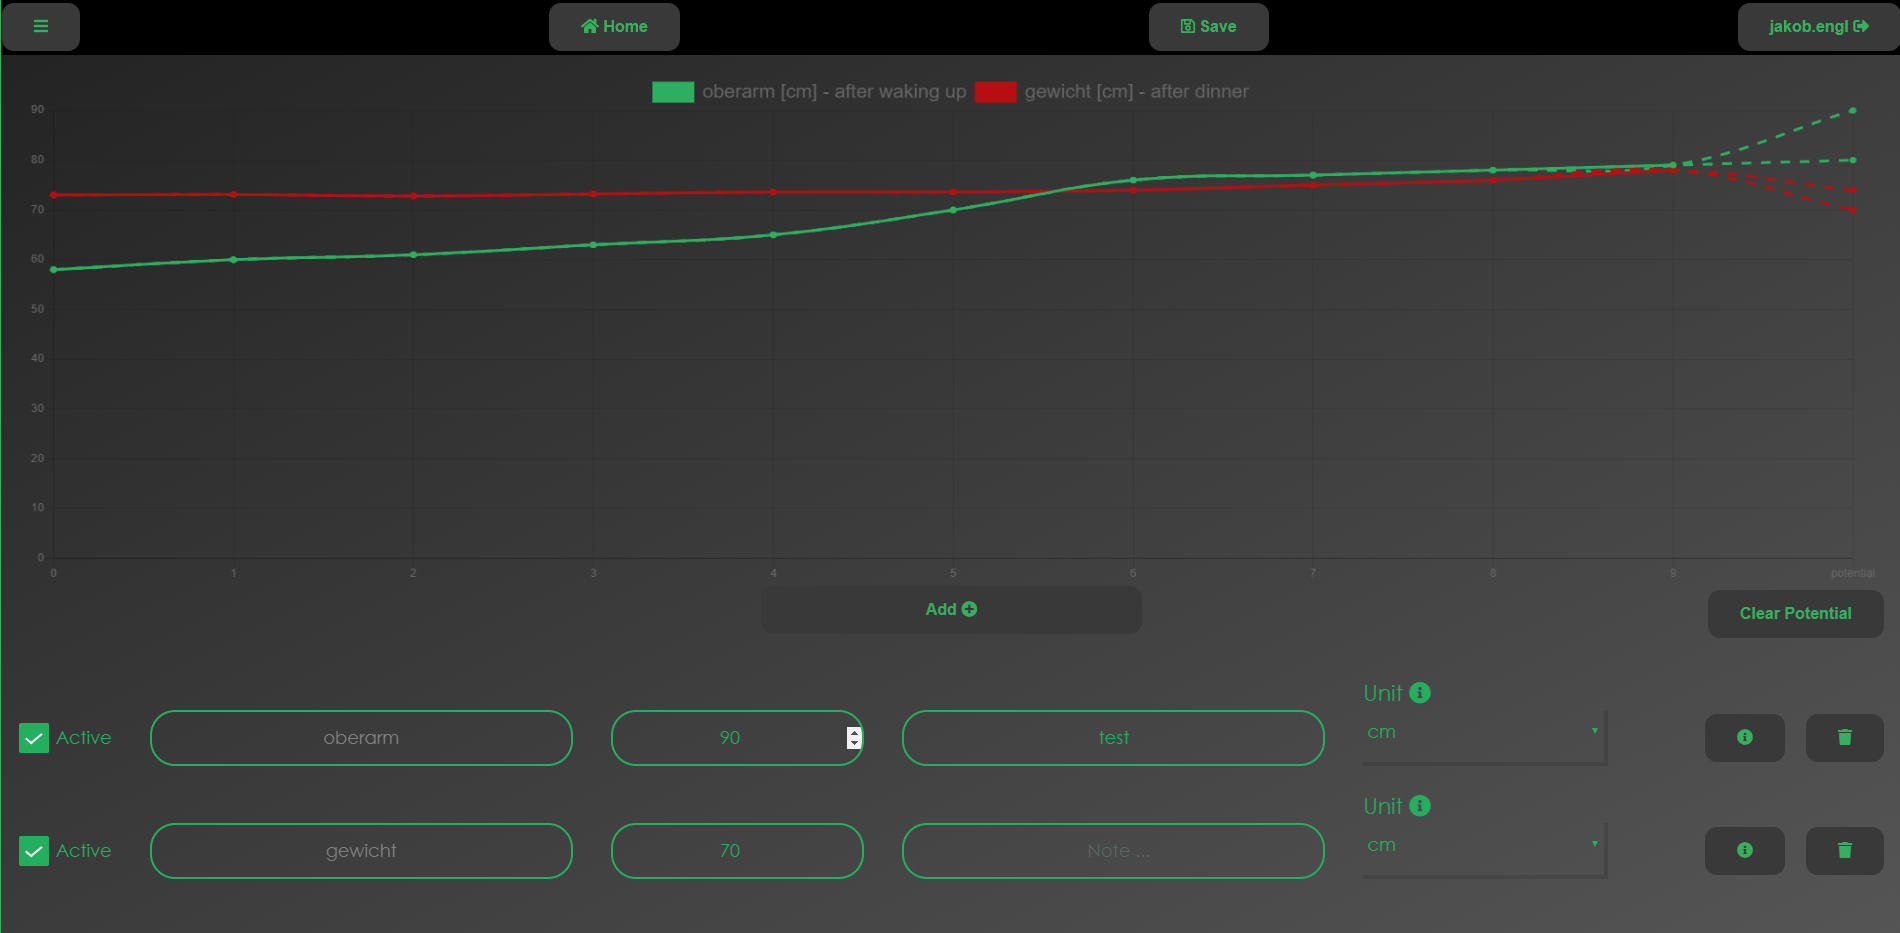 Home
Save
jakob.engl
oberarm [cm] - after waking up
gewicht [cm] - after dinner
90
80
70
60
50
40
30
20
10
0
0 1 2 3 4 5 6 7 8 9 potential
Add
Clear Potential
Unit
Active oberarm 90 test cm
Unit
Active gewicht 70 Note ... cm